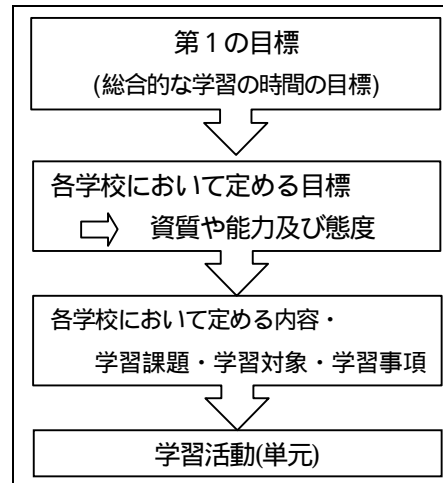 第１の目標
(総合的な学習の時間の目標)
各学校において定める目標
資質や能力及び態度
各学校において定める内容・
学習課題・学習対象・学習事項
学習活動(単元)